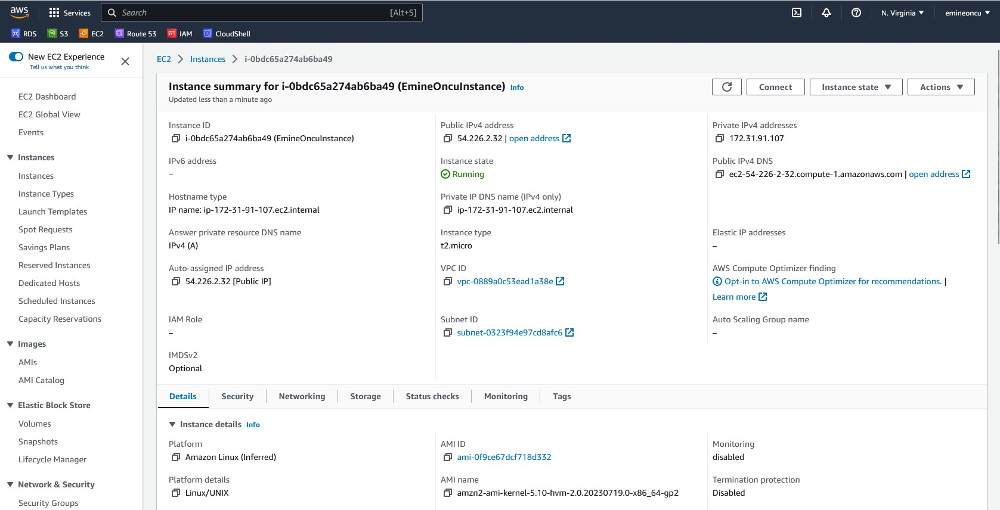 aws
Services
Search
[Alt+S]
N. Virginia
emineoncu
RDS
S3
EC2
Route 53
IAM
CloudShell
New EC2 Experience
Tell us what you think
EC2 Dashboard
EC2 Global View
Events
Instances
Instances
Instance Types
Launch Templates
Spot Requests
Savings Plans
Reserved Instances
Dedicated Hosts
Scheduled Instances
Capacity Reservations
Images
AMIs
AMI Catalog
Elastic Block Store
Volumes
Snapshots
Lifecycle Manager
Network & Security
Security Groups
EC2
Instances
i-0bdc65a274ab6ba49
Instance summary for i-0bdc65a274ab6ba49 (EmineOncuInstance) Info
Updated less than a minute ago
Connect
Instance state
Actions
Instance ID
i-0bdc65a274ab6ba49 (EmineOncuInstance)
Public IPv4 address
54.226.2.32 | open address
Private IPv4 addresses
172.31.91.107
IPv6 address
–
Instance state
Running
Public IPv4 DNS
ec2-54-226-2-32.compute-1.amazonaws.com | open address
Hostname type
IP name: ip-172-31-91-107.ec2.internal
Private IP DNS name (IPv4 only)
ip-172-31-91-107.ec2.internal
Answer private resource DNS name
IPv4 (A)
Instance type
t2.micro
Elastic IP addresses
–
Auto-assigned IP address
54.226.2.32 [Public IP]
VPC ID
vpc-0889a0c53ead1a38e
AWS Compute Optimizer finding
Opt-in to AWS Compute Optimizer for recommendations. |
Learn more
IAM Role
–
Subnet ID
subnet-0323f94e97cd8afc6
Auto Scaling Group name
–
IMDSv2
Optional
Details
Security
Networking
Storage
Status checks
Monitoring
Tags
Instance details Info
Platform
Amazon Linux (Inferred)
AMI ID
ami-0f9ce67dcf718d332
Monitoring
disabled
Platform details
Linux/UNIX
AMI name
amzn2-ami-kernel-5.10-hvm-2.0.20230719.0-x86_64-gp2
Termination protection
Disabled